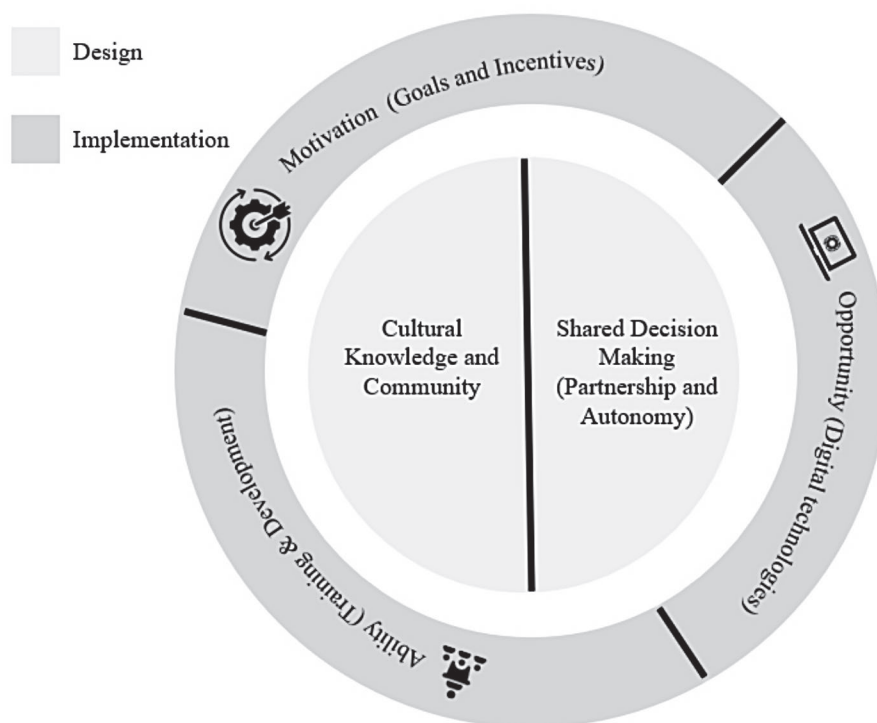 Design
Implementation
Motivation (Goals and Incentives)
Opportunity (Digital technologies)
Ability (Training & Development)
Cultural
Knowledge and
Community
Shared Decision
Making
(Partnership and
Autonomy)